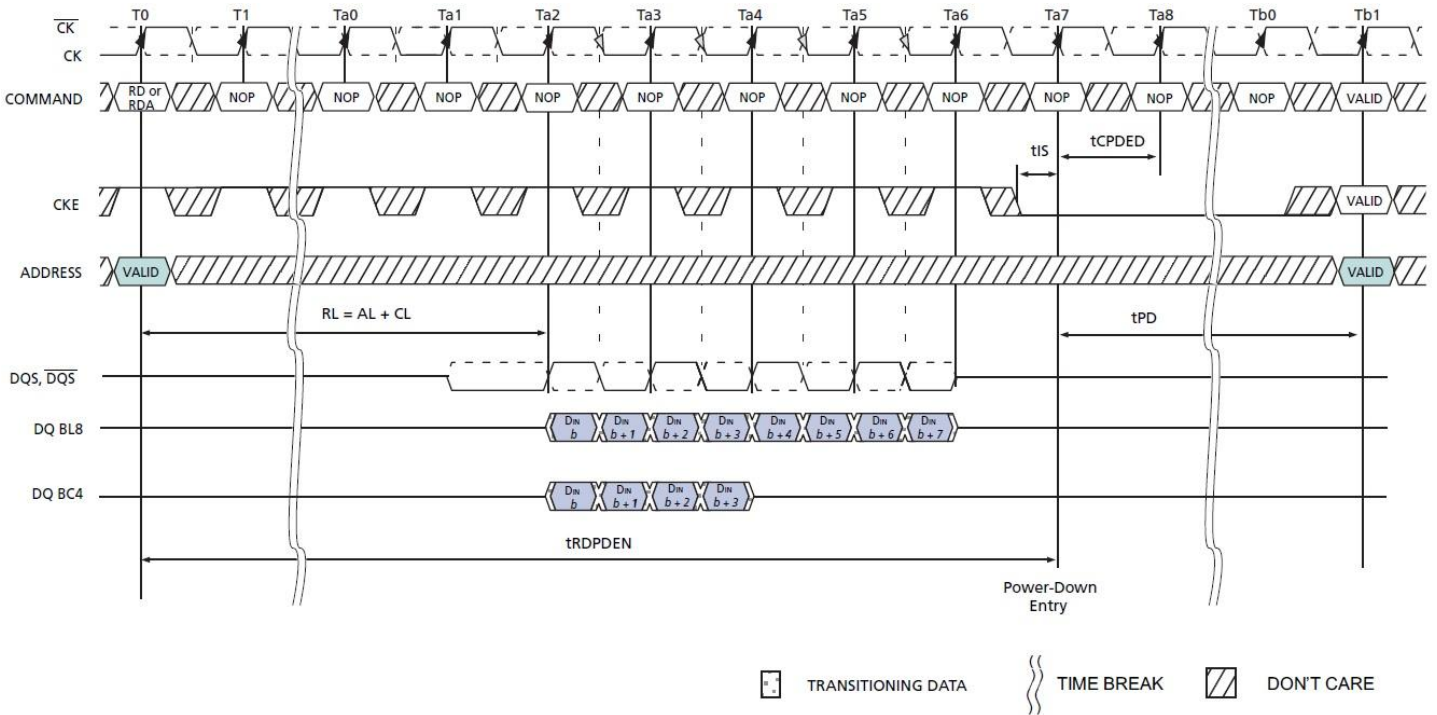 T0 T1 Ta0 Ta1 Ta2 Ta3 Ta4 Ta5 Ta6 Ta7 Ta8 Tb0 Tb1
CK
CK
COMMAND RD or RDA NOP NOP NOP NOP NOP NOP NOP NOP NOP NOP NOP VALID
tIS tCPDED
CKE VALID
ADDRESS VALID VALID
RL = AL + CL tPD
DQS, DQS
DQ BL8 DIN b DIN b + 1 DIN b + 2 DIN b + 3 DIN b + 4 DIN b + 5 DIN b + 6 DIN b + 7
DQ BC4 DIN b DIN b + 1 DIN b + 2 DIN b + 3
tRDPDEN
Power-Down
Entry
TRANSITIONING DATA TIME BREAK DON'T CARE